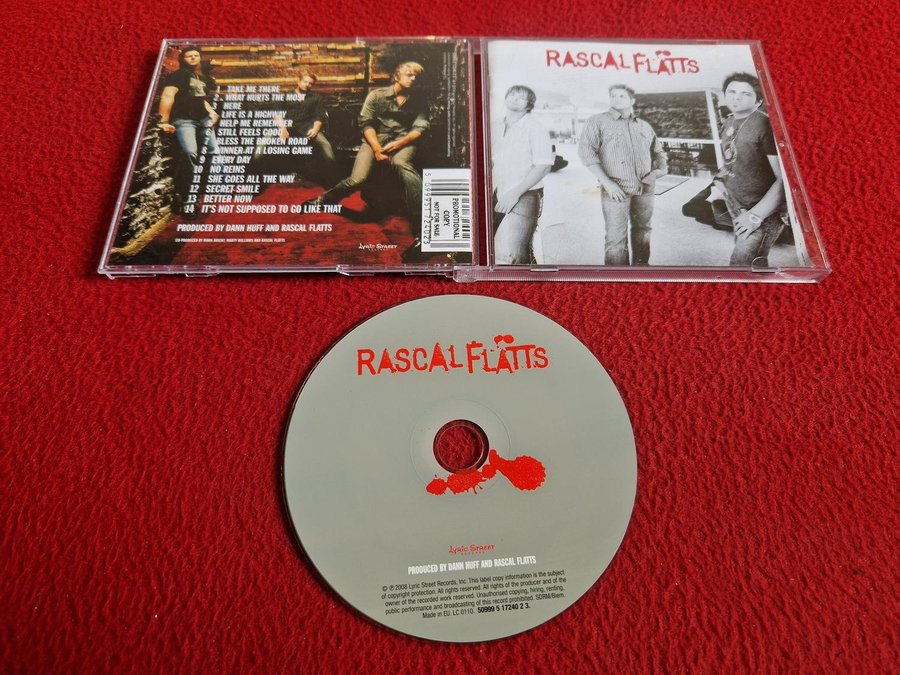 1 TAKE ME THERE
2 WHAT HURTS THE MOST
3 HERE
4 LIFE IS A HIGHWAY
5 HELP ME REMEMBER
6 STILL FEELS GOOD
7 BLESS THE BROKEN ROAD
8 WINNER AT A LOSING GAME
9 EVERY DAY
10 NO REINS
11 SHE GOES ALL THE WAY
12 SECRET SMILE
13 BETTER NOW
14 IT'S NOT SUPPOSED TO GO LIKE THAT
PRODUCED BY DANN HUFF AND RASCAL FLATTS
Lyric Street
PROMOTIONAL
COPY
NOT FOR SALE
5 099951 724023
RASCAL FLÄTTS
RASCAL FLÄTTS
Lyric Street
RECORDS
PRODUCED BY DANN HUFF AND RASCAL FLATTS
© ℗ 2008 Lyric Street Records, Inc. This label copy information is the subject
of copyright protection. All rights reserved. All rights of the producer and of the
owner of the recorded work reserved. Unauthorised copying, hiring, renting,
public performance and broadcasting of this record prohibited. SDRM/Biem.
Made in EU. LC 0110. 50999 5 17240 2 3.